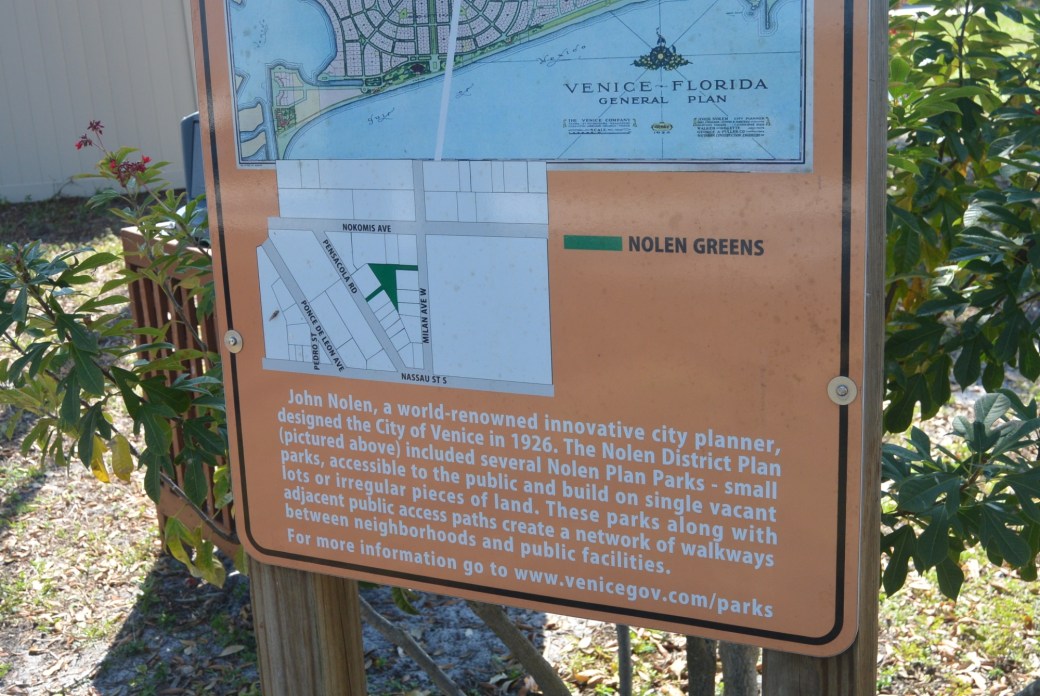 VENICE~FLORIDA
GENERAL PLAN
THE VENICE COMPANY
NOKOMIS AVE
PENSACOLA RD
PONCE DE LEON AVE
PEDRO ST
MILAN AVE W
NASSAU ST S
NOLEN GREENS
John Nolen, a world-renowned innovative city planner,
designed the City of Venice in 1926. The Nolen District Plan
(pictured above) included several Nolen Plan Parks - small
parks, accessible to the public and build on single vacant
lots or irregular pieces of land. These parks along with
adjacent public access paths create a network of walkways
between neighborhoods and public facilities.
For more information go to www.venicegov.com/parks